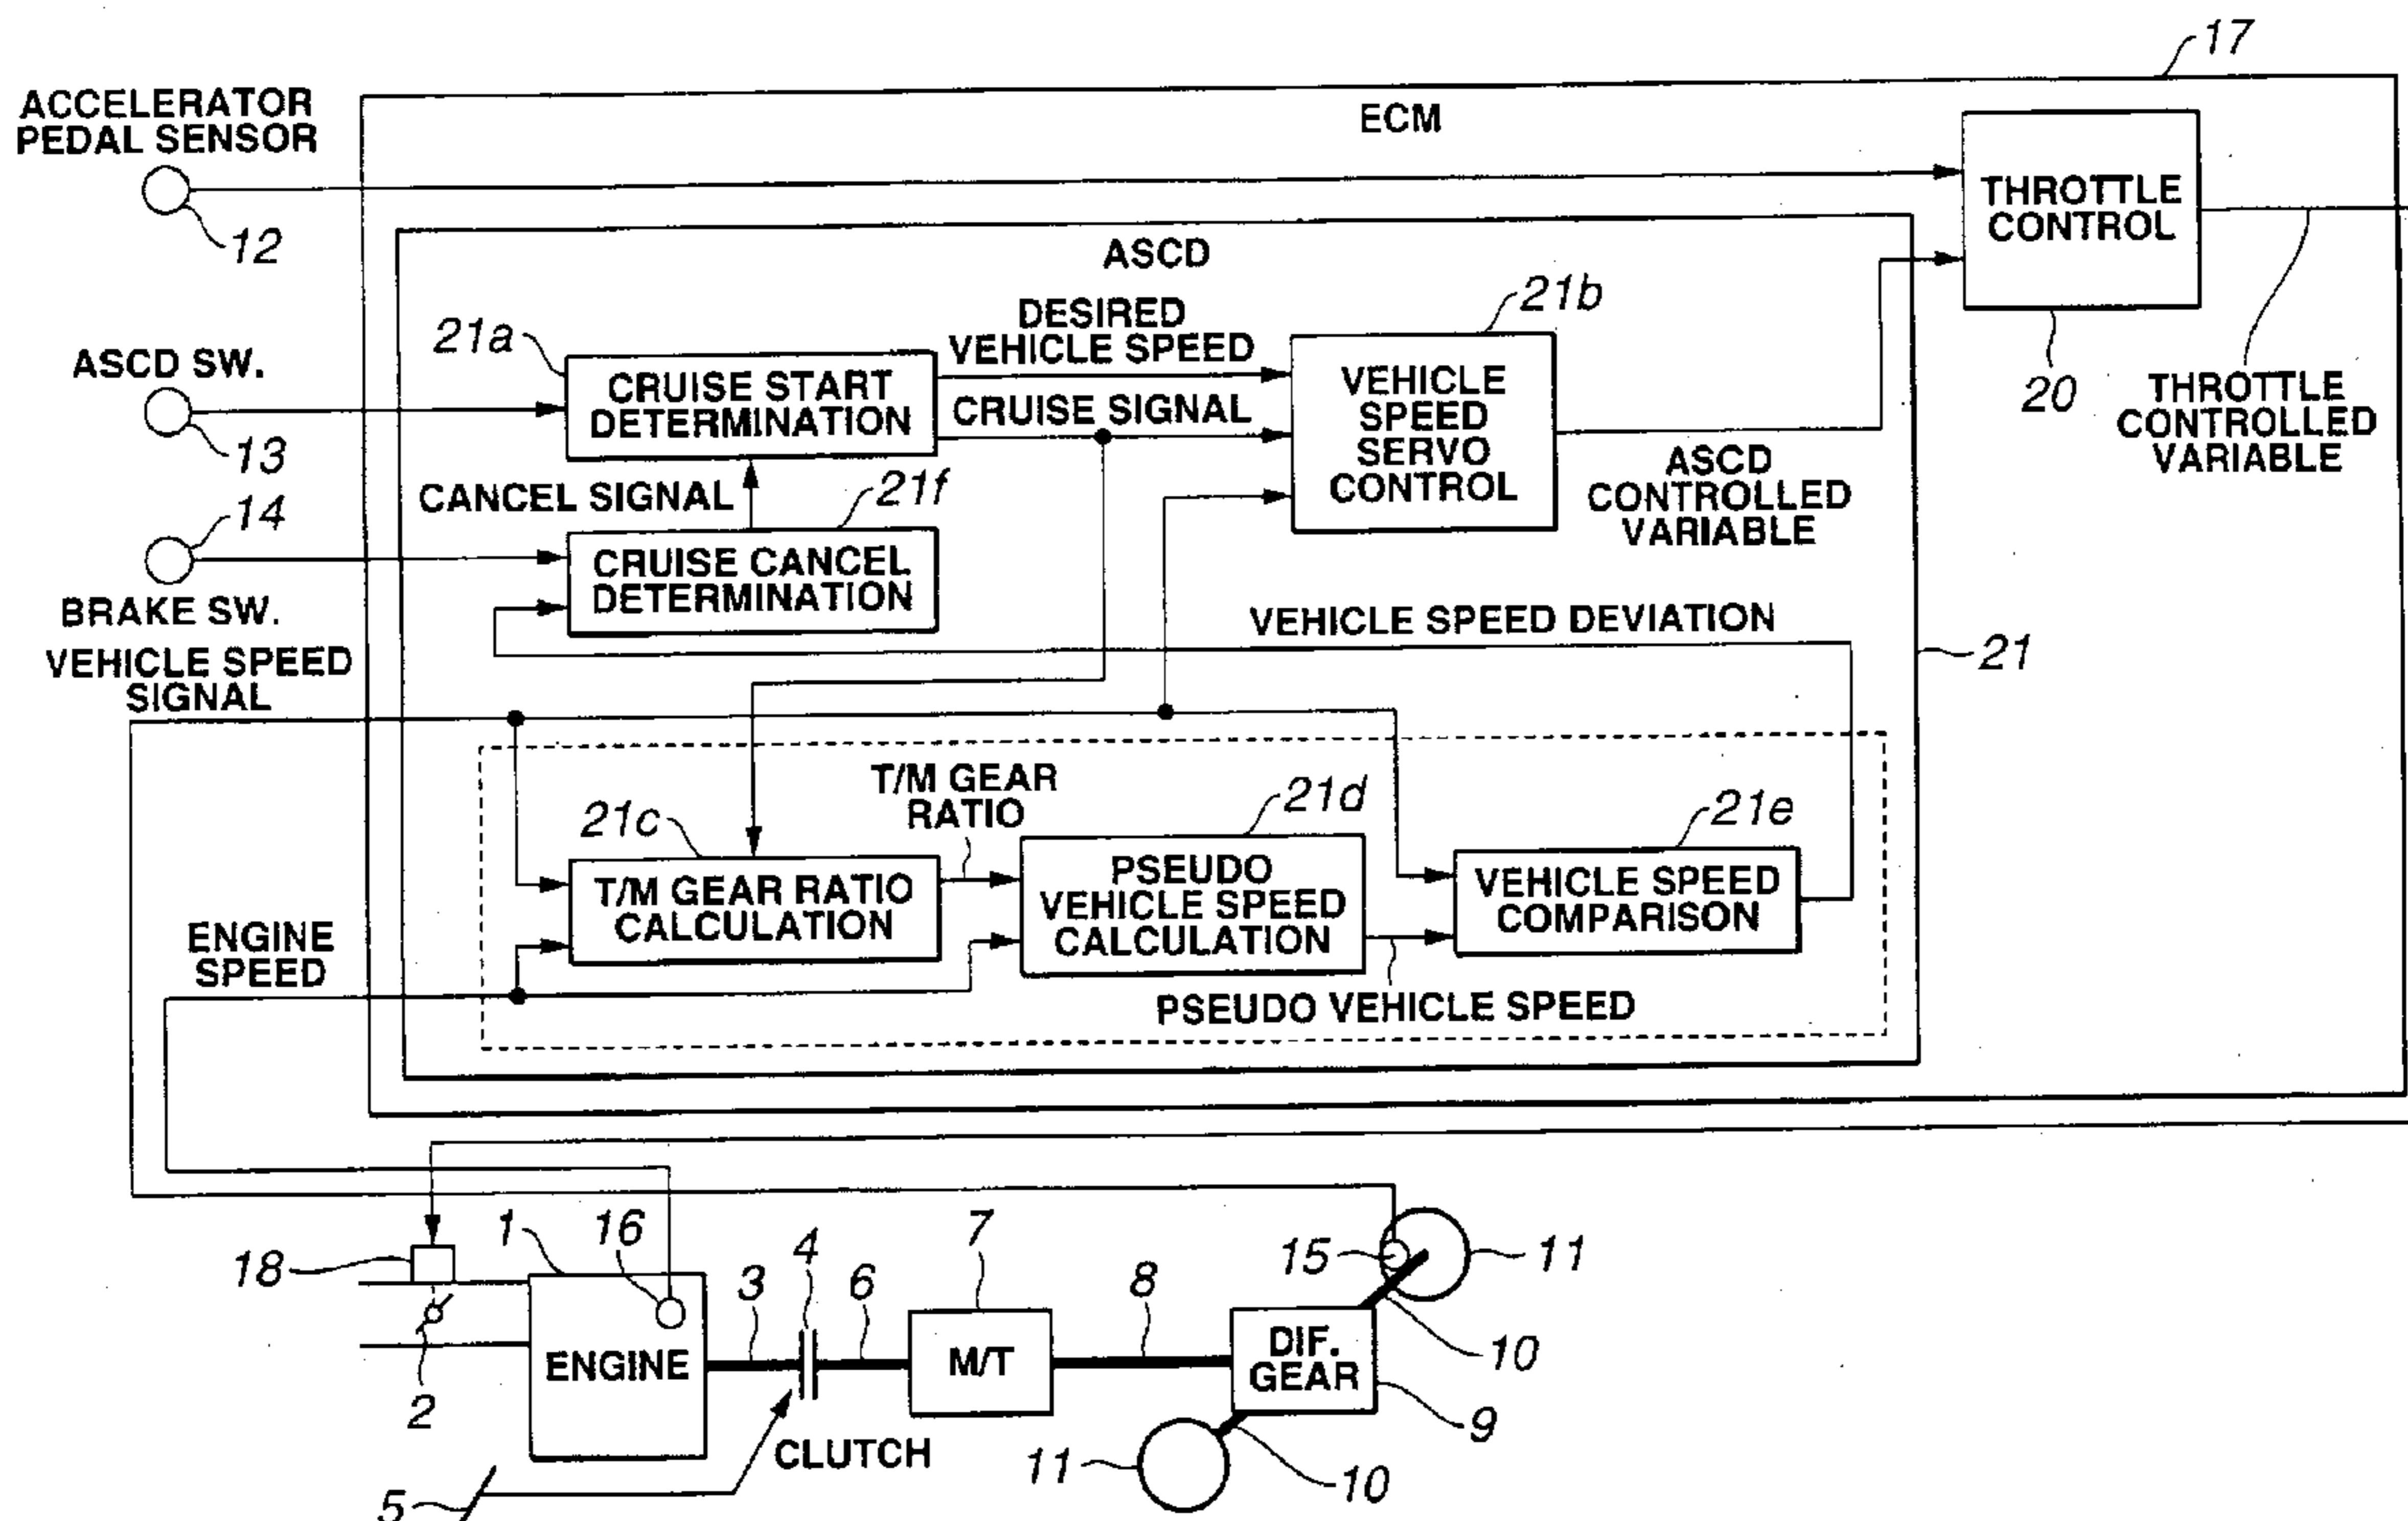 17
ACCELERATOR
PEDAL SENSOR
12
ECM
THROTTLE
CONTROL
20
THROTTLE
CONTROLLED
VARIABLE
ASCD
ASCD SW.
13
21a
CRUISE START
DETERMINATION
DESIRED
VEHICLE SPEED
CRUISE SIGNAL
21b
VEHICLE
SPEED
SERVO
CONTROL
ASCD
CONTROLLED
VARIABLE
CANCEL SIGNAL
21f
14
BRAKE SW.
CRUISE CANCEL
DETERMINATION
VEHICLE SPEED DEVIATION
21
VEHICLE SPEED
SIGNAL
T/M GEAR
RATIO
21c
T/M GEAR RATIO
CALCULATION
21d
PSEUDO
VEHICLE SPEED
CALCULATION
21e
VEHICLE SPEED
COMPARISON
ENGINE
SPEED
PSEUDO VEHICLE SPEED
18
1
16
4
7
15
11
3
6
8
2
ENGINE
M/T
DIF.
GEAR
10
9
CLUTCH
11
10
5